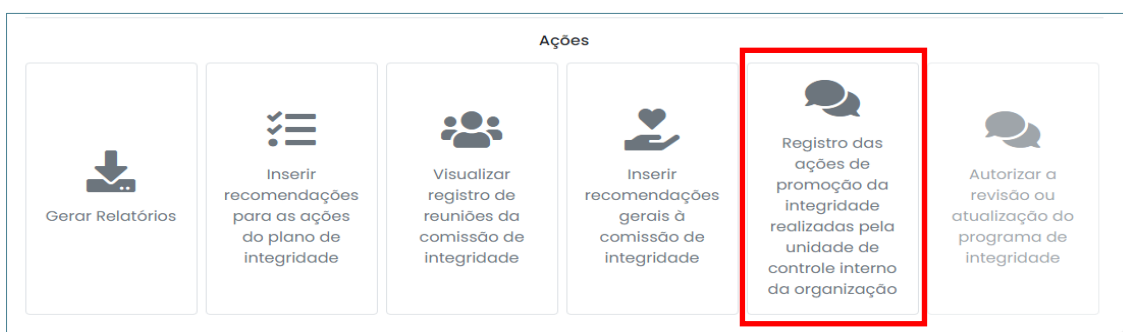 Ações
Gerar Relatórios
Inserir
recomendações
para as ações
do plano de
integridade
Visualizar
registro de
reuniões da
comissão de
integridade
Inserir
recomendações
gerais à
comissão de
integridade
Registro das
ações de
promoção da
integridade
realizadas pela
unidade de
controle interno
da organização
Autorizar a
revisão ou
atualização do
programa de
integridade